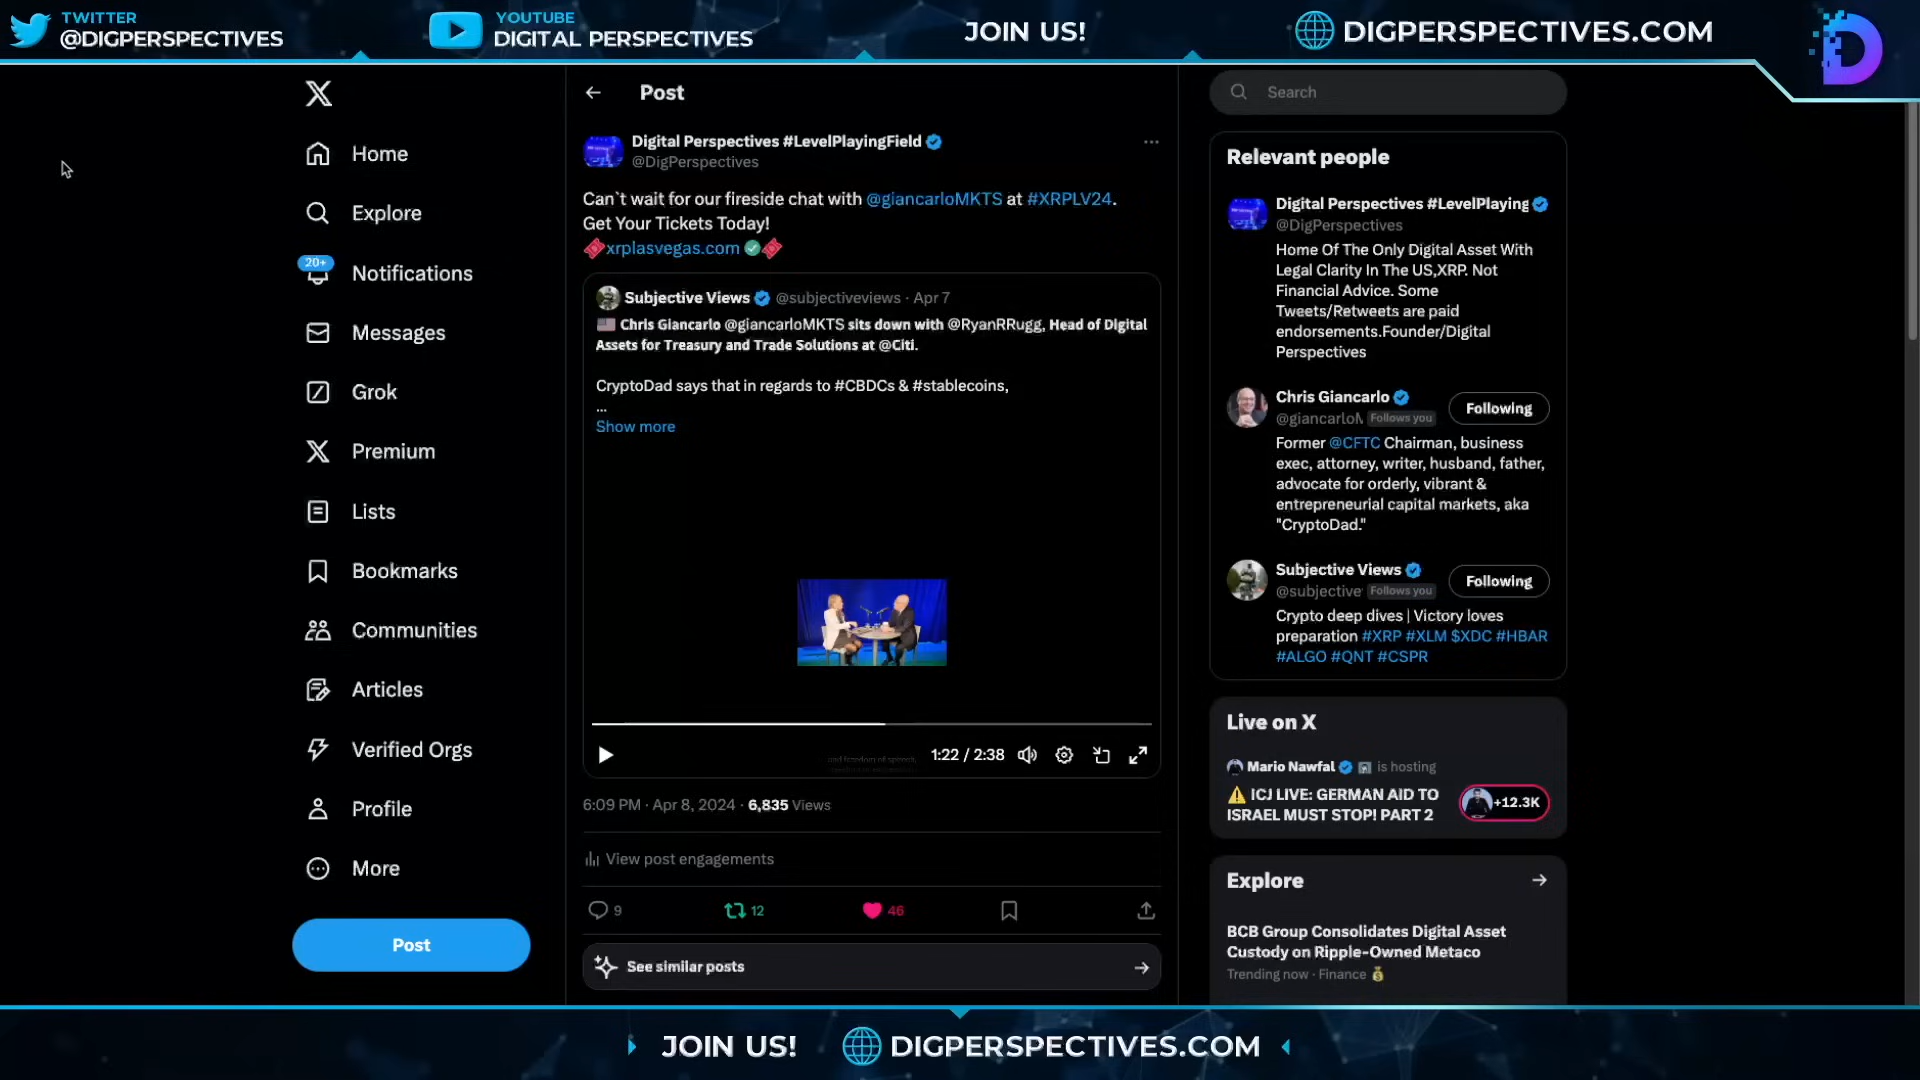 TWITTER
@DIGPERSPECTIVES
YOUTUBE
DIGITAL PERSPECTIVES
JOIN US!
DIGPERSPECTIVES.COM
Home
Explore
20+
Notifications
Messages
Grok
Premium
Lists
Bookmarks
Communities
Articles
Verified Orgs
Profile
More
Post
Post
Digital Perspectives #LevelPlayingField
@DigPerspectives
Can`t wait for our fireside chat with @giancarloMKTS at #XRPLV24.
Get Your Tickets Today!
xrplasvegas.com
Subjective Views @subjectiveviews · Apr 7
Chris Giancarlo @giancarloMKTS sits down with @RyanRRugg, Head of Digital
Assets for Treasury and Trade Solutions at @Citi.
CryptoDad says that in regards to #CBDCs & #stablecoins,
...
Show more
1:22 / 2:38
6:09 PM · Apr 8, 2024 · 6,835 Views
View post engagements
9
12
46
See similar posts
Search
Relevant people
Digital Perspectives #LevelPlaying
@DigPerspectives
Home Of The Only Digital Asset With
Legal Clarity In The US,XRP. Not
Financial Advice. Some
Tweets/Retweets are paid
endorsements.Founder/Digital
Perspectives
Chris Giancarlo
@giancarloM Follows you
Following
Former @CFTC Chairman, business
exec, attorney, writer, husband, father,
advocate for orderly, vibrant &
entrepreneurial capital markets, aka
"CryptoDad."
Subjective Views
@subjective Follows you
Following
Crypto deep dives | Victory loves
preparation #XRP #XLM $XDC #HBAR
#ALGO #QNT #CSPR
Live on X
Mario Nawfal is hosting
ICJ LIVE: GERMAN AID TO
ISRAEL MUST STOP! PART 2
+12.3K
Explore
BCB Group Consolidates Digital Asset
Custody on Ripple-Owned Metaco
Trending now · Finance
JOIN US!
DIGPERSPECTIVES.COM